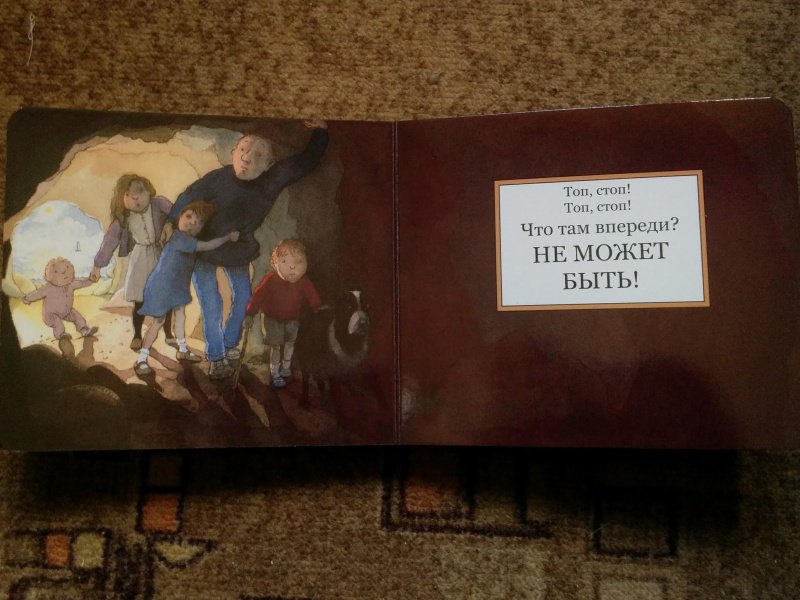 Топ, стоп!
Топ, стоп!
Что там впереди?
НЕ МОЖЕТ
БЫТЬ!